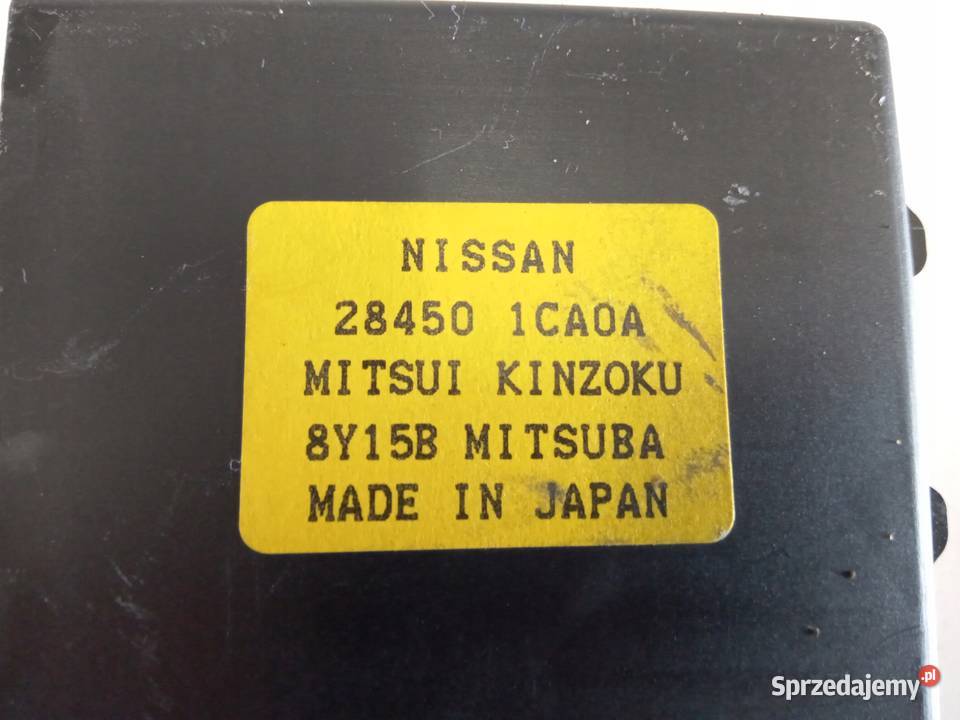 NISSAN
28450 1CA0A
MITSUI KINZOKU
8Y15B MITSUBA
MADE IN JAPAN
Sprzedajemy.pl